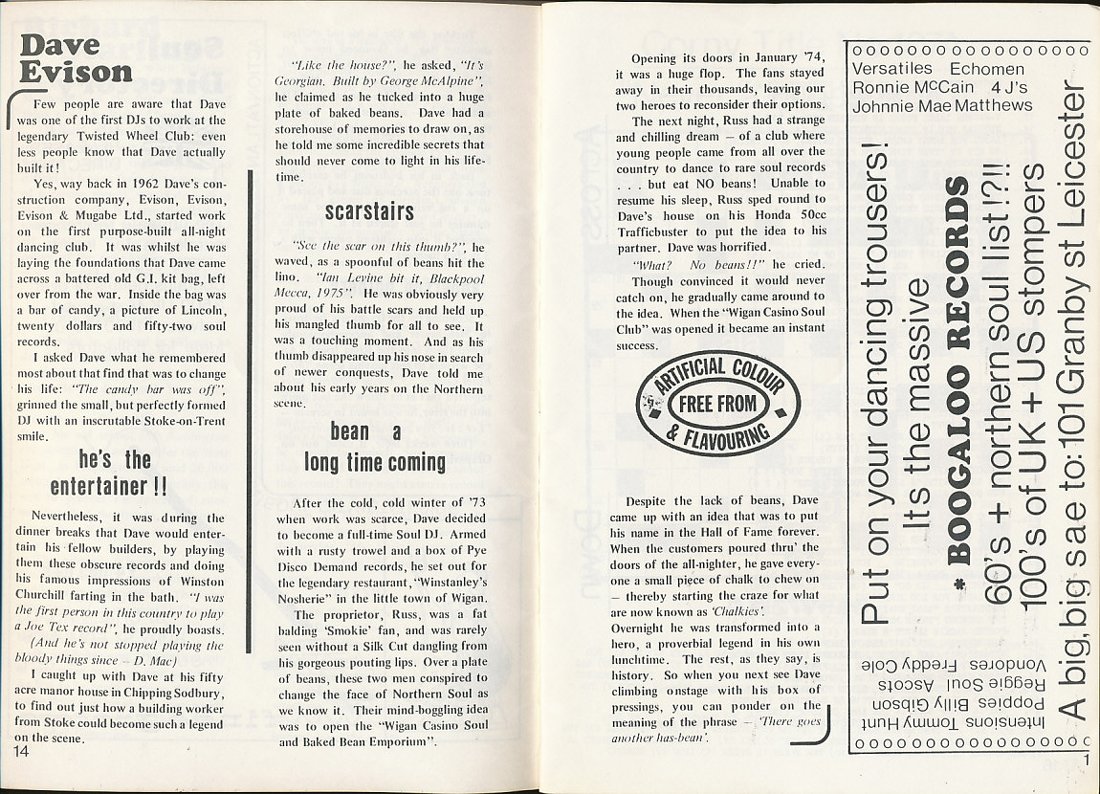 Dave
Evison
Few people are aware that Dave
was one of the first DJs to work at the
legendary Twisted Wheel Club: even
less people know that Dave actually
built it!
Yes, way back in 1962 Dave's con-
struction company, Evison, Evison,
Evison & Mugabe Ltd., started work
on the first purpose-built all-night
dancing club. It was whilst he was
laying the foundations that Dave came
across a battered old G.I. kit bag, left
over from the war. Inside the bag was
a bar of candy, a picture of Lincoln,
twenty dollars and fifty-two soul
records.
I asked Dave what he remembered
most about that find that was to change
his life: "The candy bar was off",
grinned the small, but perfectly formed
DJ with an inscrutable Stoke-on-Trent
smile.
he's the
entertainer !!
Nevertheless, it was during the
dinner breaks that Dave would enter-
tain his fellow builders, by playing
them these obscure records and doing
his famous impressions of Winston
Churchill farting in the bath. "I was
the first person in this country to play
a Joe Tex record", he proudly boasts.
(And he's not stopped playing the
bloody things since – D. Mac)
I caught up with Dave at his fifty
acre manor house in Chipping Sodbury,
to find out just how a building worker
from Stoke could become such a legend
on the scene.
14
"Like the house?", he asked, "It's
Georgian. Built by George McAlpine",
he claimed as he tucked into a huge
plate of baked beans. Dave had a
storehouse of memories to draw on, as
he told me some incredible secrets that
should never come to light in his life-
time.
scarstairs
"See the scar on this thumb?", he
waved, as a spoonful of beans hit the
lino. "Ian Levine bit it, Blackpool
Mecca, 1975". He was obviously very
proud of his battle scars and held up
his mangled thumb for all to see. It
was a touching moment. And as his
thumb disappeared up his nose in search
of newer conquests, Dave told me
about his early years on the Northern
scene.
bean a
long time coming
After the cold, cold winter of '73
when work was scarce, Dave decided
to become a full-time Soul DJ. Armed
with a rusty trowel and a box of Pye
Disco Demand records, he set out for
the legendary restaurant, "Winstanley's
Nosherie" in the little town of Wigan.
The proprietor, Russ, was a fat
balding 'Smokie' fan, and was rarely
seen without a Silk Cut dangling from
his gorgeous pouting lips. Over a plate
of beans, these two men conspired to
change the face of Northern Soul as
we know it. Their mind-boggling idea
was to open the "Wigan Casino Soul
and Baked Bean Emporium".
Opening its doors in January '74,
it was a huge flop. The fans stayed
away in their thousands, leaving our
two heroes to reconsider their options.
The next night, Russ had a strange
and chilling dream – of a club where
young people came from all over the
country to dance to rare soul records
. . . but eat NO beans! Unable to
resume his sleep, Russ sped round to
Dave's house on his Honda 50cc
Trafficbuster to put the idea to his
partner. Dave was horrified.
"What? No beans!!" he cried.
Though convinced it would never
catch on, he gradually came around to
the idea. When the "Wigan Casino Soul
Club" was opened it became an instant
success.
ARTIFICIAL COLOUR
FREE FROM
& FLAVOURING
Despite the lack of beans, Dave
came up with an idea that was to put
his name in the Hall of Fame forever.
When the customers poured thru' the
doors of the all-nighter, he gave every-
one a small piece of chalk to chew on
– thereby starting the craze for what
are now known as 'Chalkies'.
Overnight he was transformed into a
hero, a proverbial legend in his own
lunchtime. The rest, as they say, is
history. So when you next see Dave
climbing onstage with his box of
pressings, you can ponder on the
meaning of the phrase – 'There goes
another has-bean'.
Versatiles Echomen
Ronnie McCain 4 J's
Johnnie Mae Matthews
Put on your dancing trousers!
Its the massive
* BOOGALOO RECORDS
60's + northern soul list!?!!
100's of UK + US stompers
A big, big sae to: 101 Granby st Leicester
Intensions Tommy Hunt
Poppies Billy Gibson
Reggie Soul Ascots
Vondores Freddy Cole
1